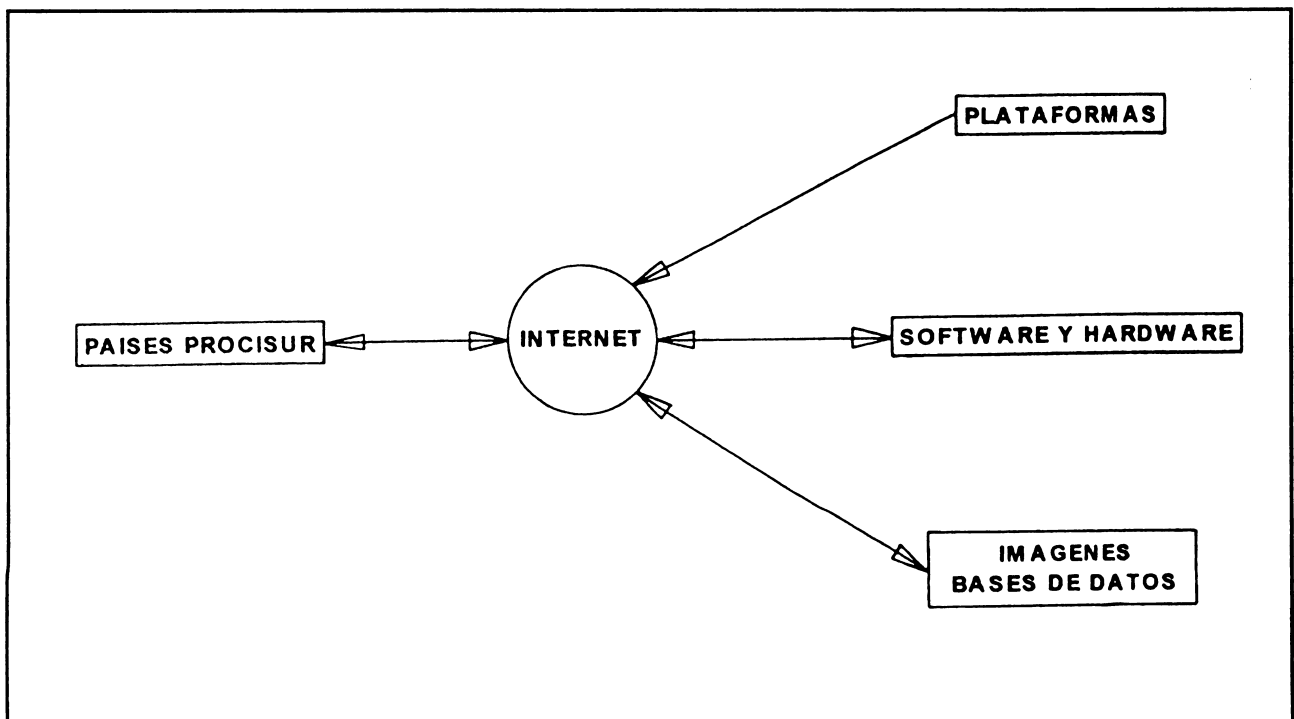 PLATAFORMAS
PAISES PROCISUR
INTERNET
SOFTWARE Y HARDWARE
IMAGENES
BASES DE DATOS